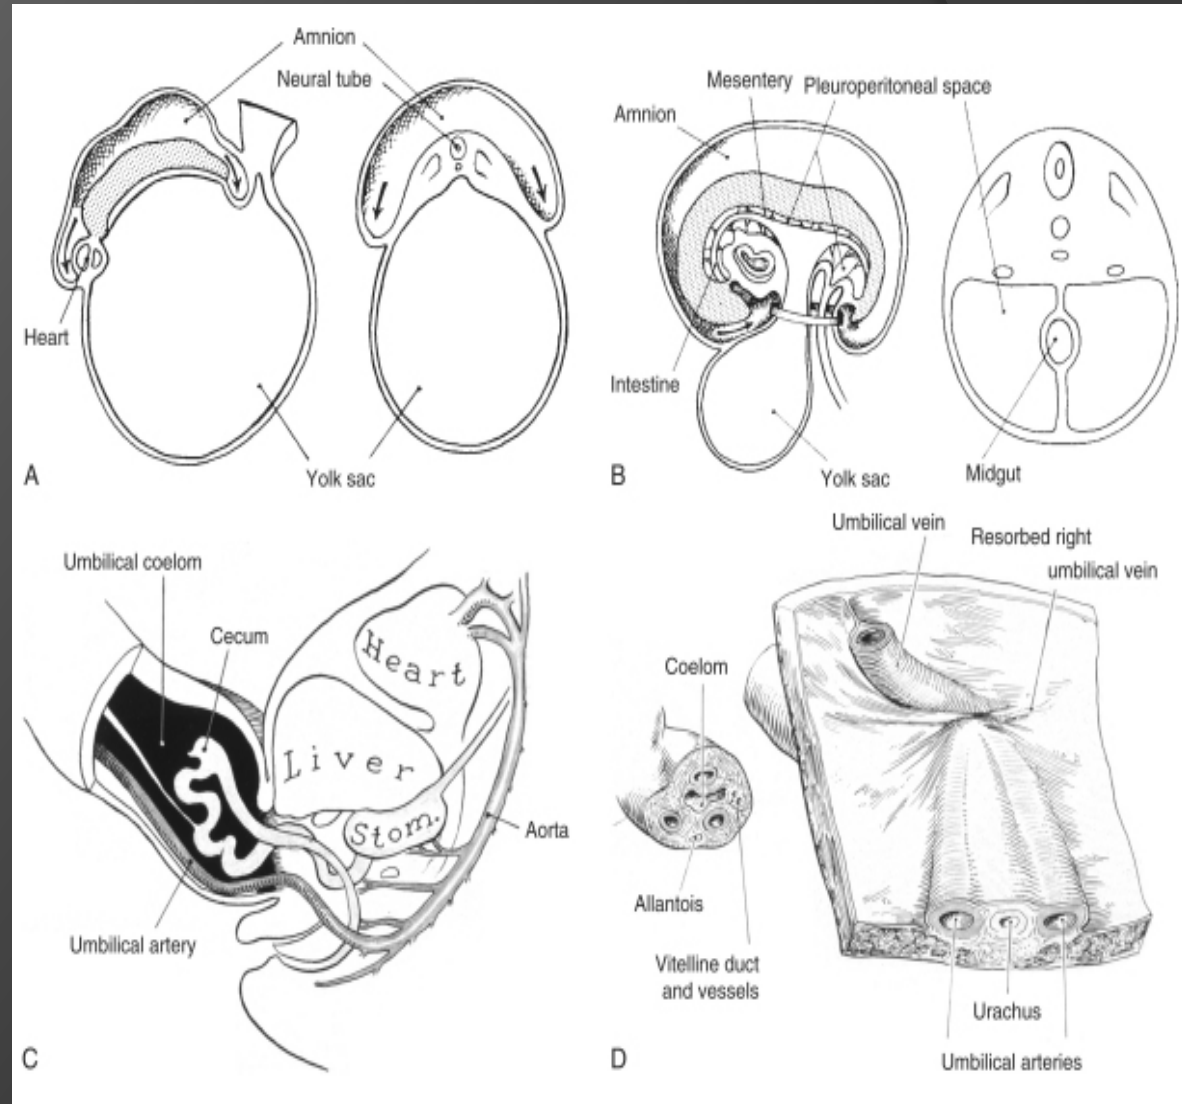 Amnion
Neural tube
Heart
Yolk sac
A
Mesentery
Pleuroperitoneal space
Amnion
Intestine
Yolk sac
Midgut
B
Umbilical coelom
Cecum
Heart
Liver
Stom.
Aorta
Umbilical artery
C
Umbilical vein
Resorbed right
umbilical vein
Coelom
Allantois
Vitelline duct
and vessels
Urachus
Umbilical arteries
D